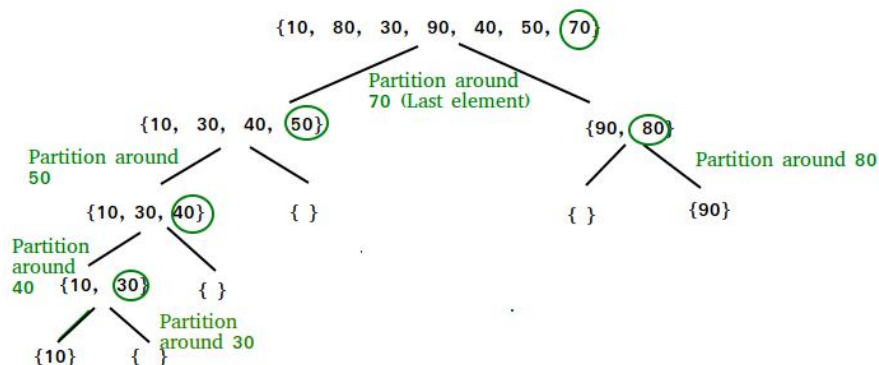 {10, 80, 30, 90, 40, 50, 70}
Partition around
70 (Last element)
{10, 30, 40, 50}
{90, 80}
Partition around
50
Partition around 80
{10, 30, 40}
{ }
{ }
{90}
Partition
around
40
{10, 30}
{ }
Partition
around 30
{10}
{ }